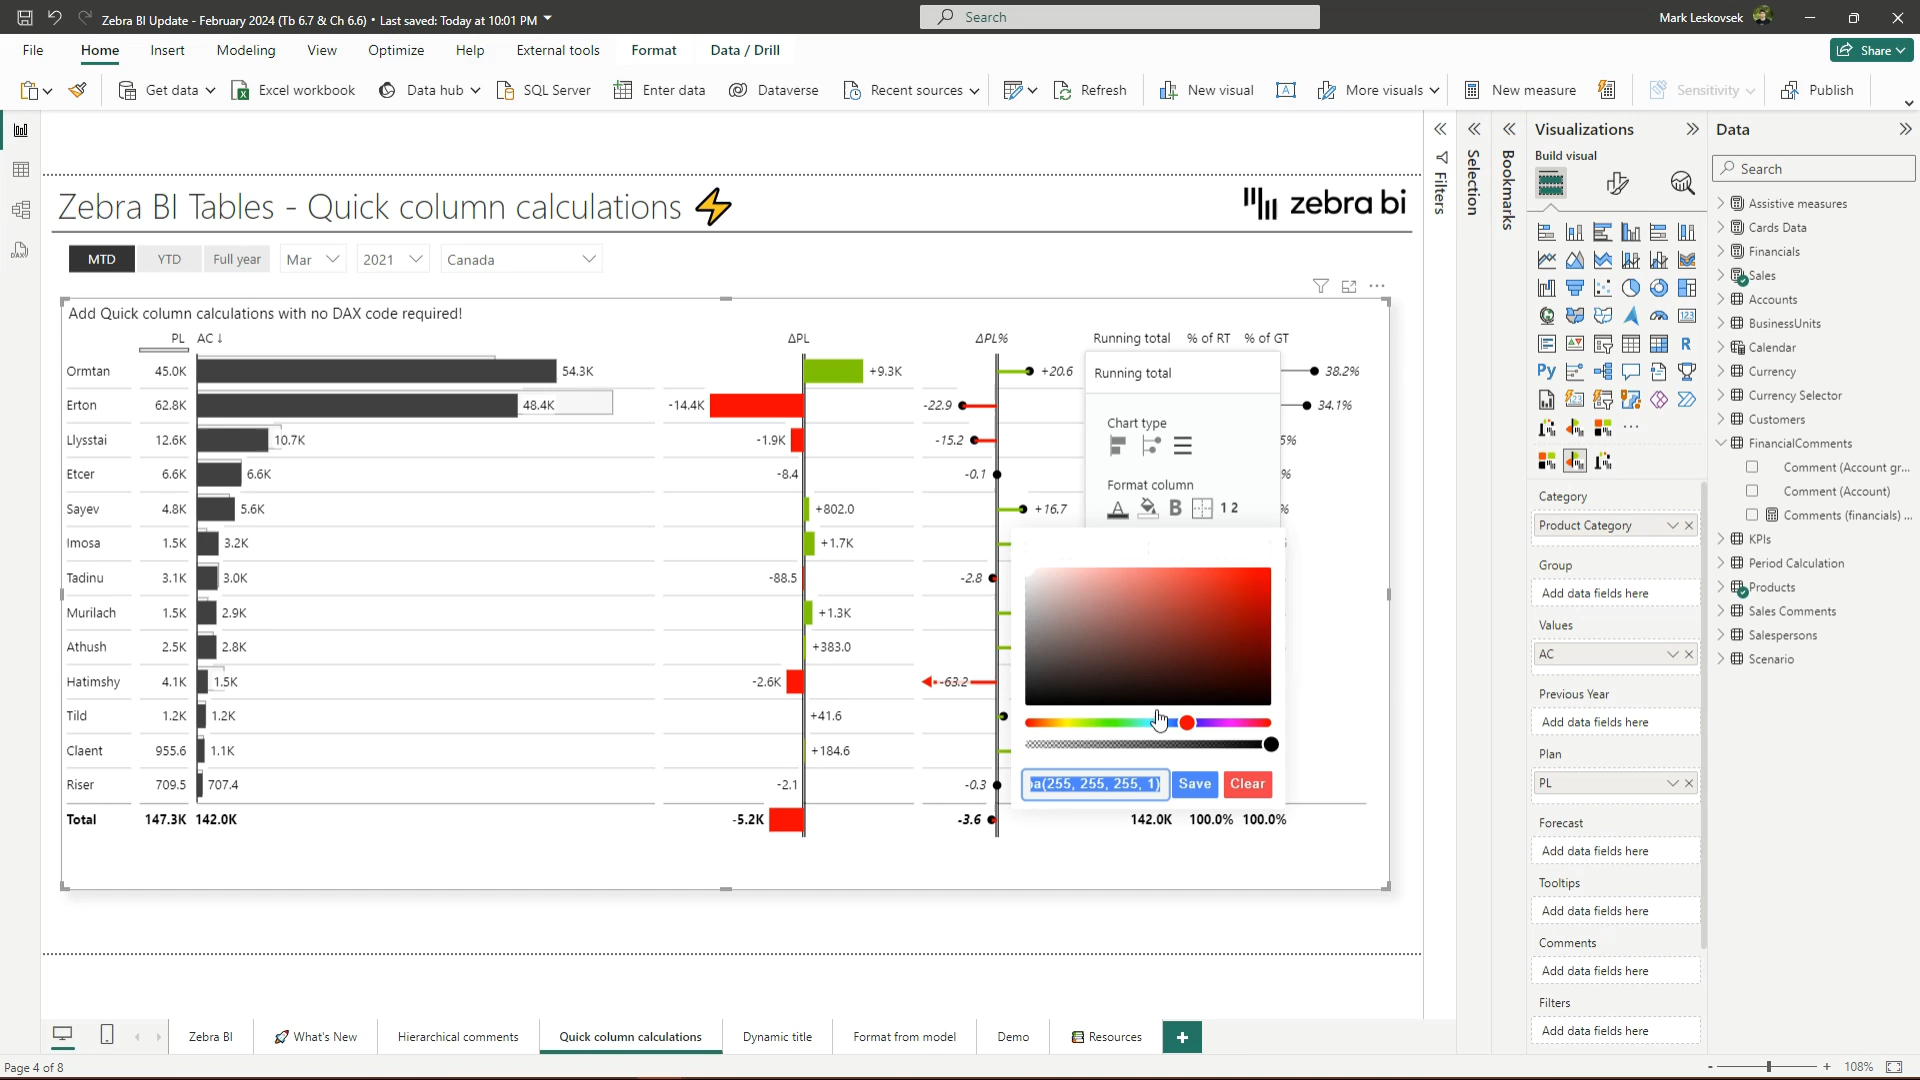 Zebra BI Update - February 2024 (Tb 6.7 & Ch 6.6) • Last saved: Today at 10:01 PM
Search
Mark Leskovsek
File Home Insert Modeling View Optimize Help External tools Format Data / Drill
Share
Get data Excel workbook Data hub SQL Server Enter data Dataverse Recent sources Refresh New visual More visuals New measure Sensitivity Publish
Zebra BI Tables - Quick column calculations
zebra bi
MTD YTD Full year Mar 2021 Canada
Add Quick column calculations with no DAX code required!
PL AC↓ ΔPL ΔPL% Running total % of RT % of GT
Ormtan 45.0K 54.3K +9.3K +20.6 38.2%
Erton 62.8K 48.4K -14.4K -22.9 34.1%
Llysstai 12.6K 10.7K -1.9K -15.2 5%
Etcer 6.6K 6.6K -8.4 -0.1 %
Sayev 4.8K 5.6K +802.0 +16.7 %
Imosa 1.5K 3.2K +1.7K
Tadinu 3.1K 3.0K -88.5 -2.8
Murilach 1.5K 2.9K +1.3K
Athush 2.5K 2.8K +383.0
Hatimshy 4.1K 1.5K -2.6K -63.2
Tild 1.2K 1.2K +41.6
Claent 955.6 1.1K +184.6
Riser 709.5 707.4 -2.1 -0.3
Total 147.3K 142.0K -5.2K -3.6 142.0K 100.0% 100.0%
Running total
Chart type
Format column
A B 1 2
a(255, 255, 255, 1) Save Clear
Filters
Selection
Bookmarks
Visualizations
Build visual
123
R
Py
Category
Product Category
Group
Add data fields here
Values
AC
Previous Year
Add data fields here
Plan
PL
Forecast
Add data fields here
Tooltips
Add data fields here
Comments
Add data fields here
Filters
Add data fields here
Data
Search
Assistive measures
Cards Data
Financials
Sales
Accounts
BusinessUnits
Calendar
Currency
Currency Selector
Customers
FinancialComments
Comment (Account gr...
Comment (Account)
Comments (financials) ...
KPIs
Period Calculation
Products
Sales Comments
Salespersons
Scenario
Zebra BI What's New Hierarchical comments Quick column calculations Dynamic title Format from model Demo Resources +
Page 4 of 8
- + 108%